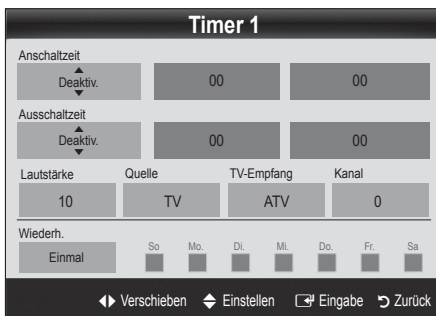 Timer 1
Anschaltzeit
Deaktiv. 00 00
Ausschaltzeit
Deaktiv. 00 00
Lautstärke Quelle TV-Empfang Kanal
10 TV ATV 0
Wiederh.
So Mo. Di. Mi. Do. Fr. Sa
Einmal
Verschieben Einstellen Eingabe Zurück